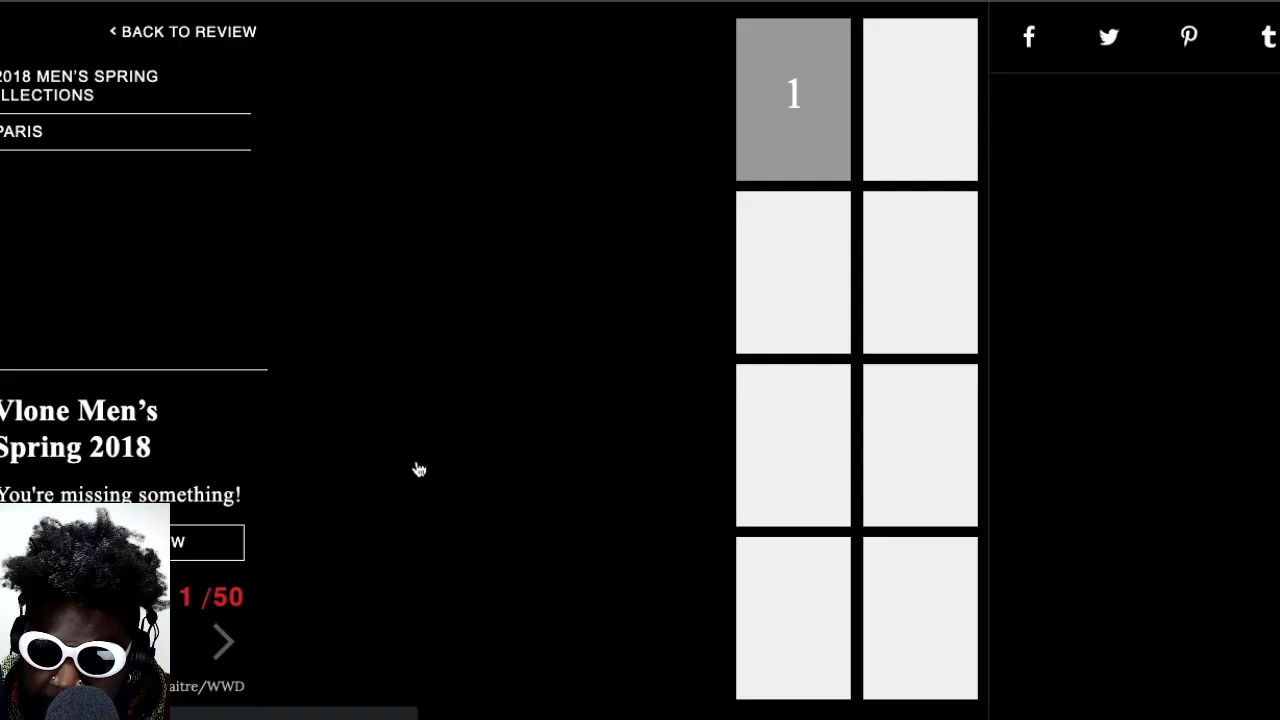 BACK TO REVIEW
2018 MEN'S SPRING
LLECTIONS
PARIS
Vlone Men's
Spring 2018
You're missing something!
W
1 /50
aitre/WWD
1